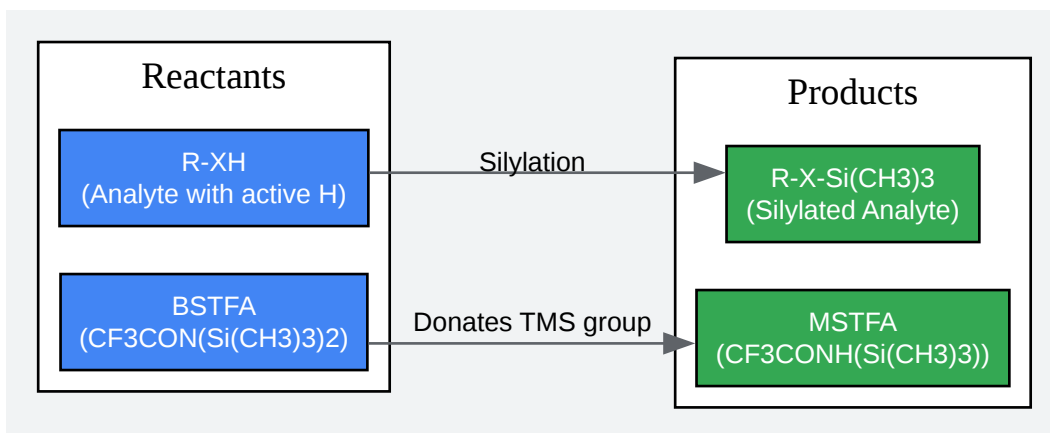 Reactants
R-XH
(Analyte with active H)
BSTFA
(CF3CON(Si(CH3)3)2)
Silylation
Donates TMS group
Products
R-X-Si(CH3)3
(Silylated Analyte)
MSTFA
(CF3CONH(Si(CH3)3))